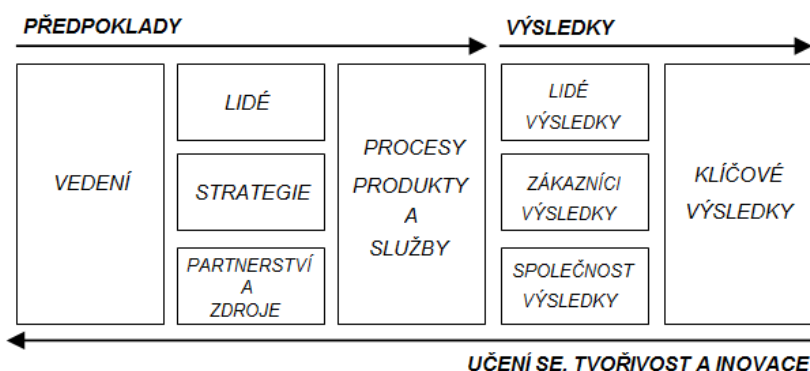 PŘEDPOKLADY
VÝSLEDKY
VEDENÍ
LIDÉ
STRATEGIE
PARTNERSTVÍ
A
ZDROJE
PROCESY
PRODUKTY
A
SLUŽBY
LIDÉ
VÝSLEDKY
ZÁKAZNÍCI
VÝSLEDKY
SPOLEČNOST
VÝSLEDKY
KLÍČOVÉ
VÝSLEDKY
UČENÍ SE, TVOŘIVOST A INOVACE